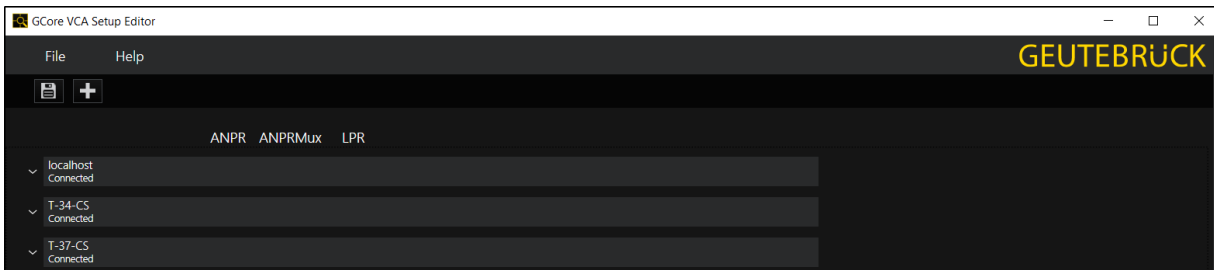 GCore VCA Setup Editor
File Help
GEUTEBRÜCK
ANPR ANPRMux LPR
localhost
Connected
T-34-CS
Connected
T-37-CS
Connected